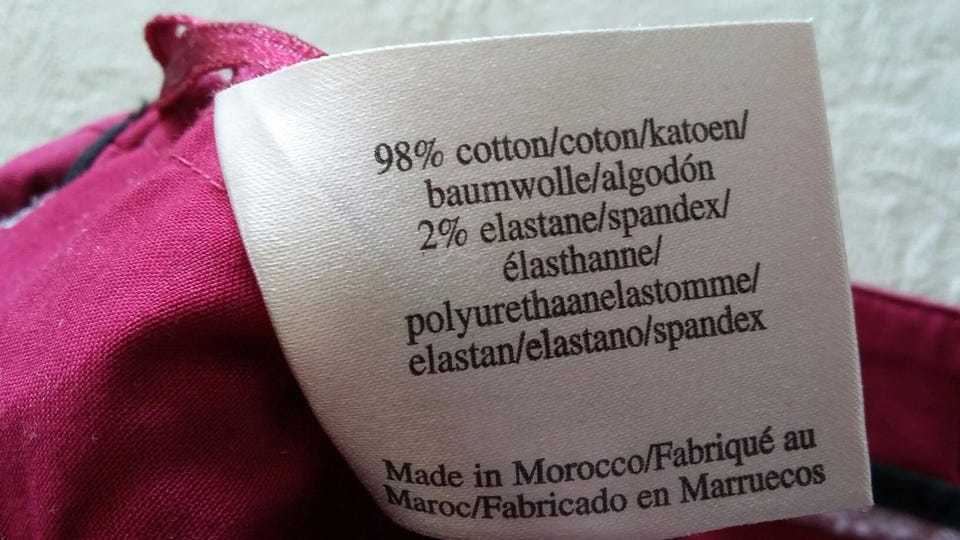 98% cotton/coton/katoen/
baumwolle/algodón
2% elastane/spandex/
élasthanne/
polyurethaanelastomme/
elastan/elastano/spandex
Made in Morocco/Fabriqué au
Maroc/Fabricado en Marruecos